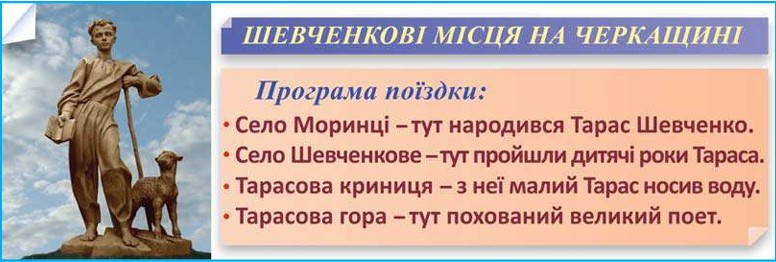 ШЕВЧЕНКОВІ МІСЦЯ НА ЧЕРКАЩИНІ
Програма поїздки:
• Село Моринці – тут народився Тарас Шевченко.
• Село Шевченкове – тут пройшли дитячі роки Тараса.
• Тарасова криниця – з неї малий Тарас носив воду.
• Тарасова гора – тут похований великий поет.